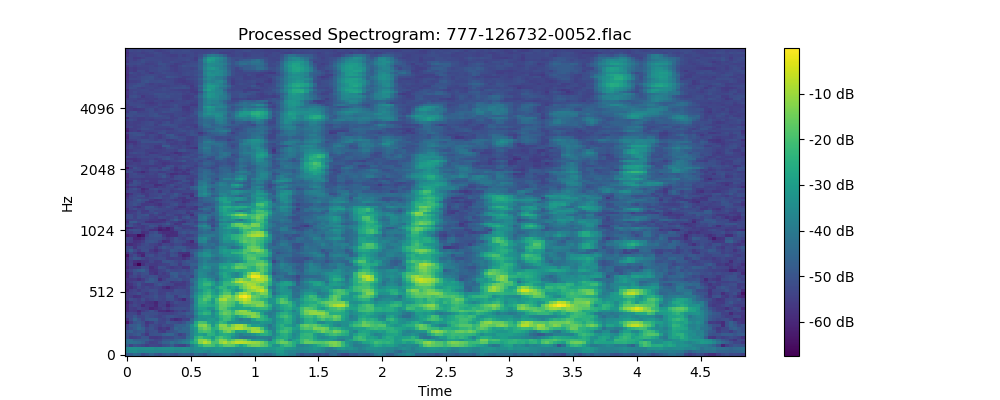 Processed Spectrogram: 777-126732-0052.flac
Hz
4096
2048
1024
512
0
0
0.5
1
1.5
2
2.5
3
3.5
4
4.5
Time
-10 dB
-20 dB
-30 dB
-40 dB
-50 dB
-60 dB